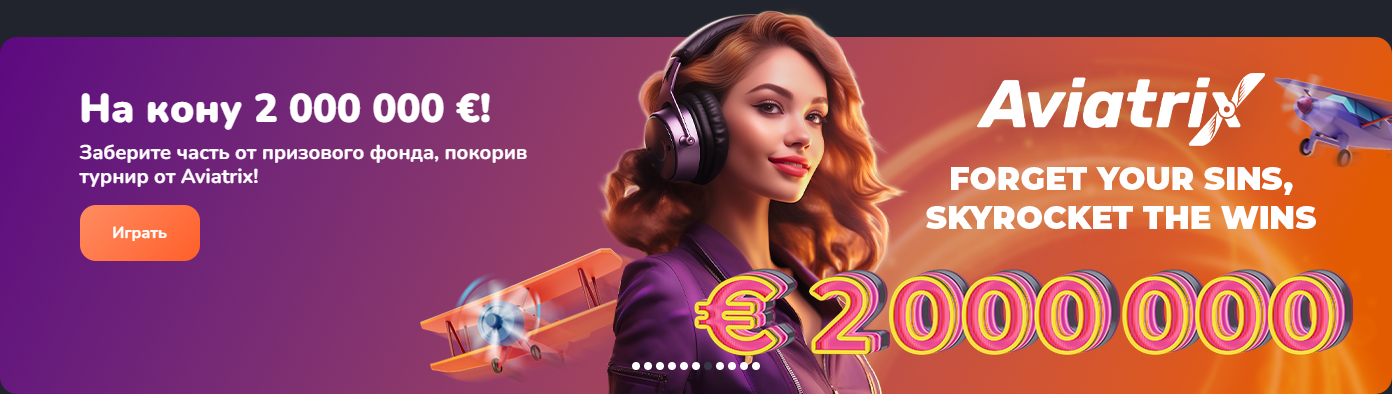 На кону 2 000 000 €!
Заберите часть от призового фонда, покорив
турнир от Aviatrix!
Играть
Aviatrix
FORGET YOUR SINS,
SKYROCKET THE WINS
€ 2 000 000